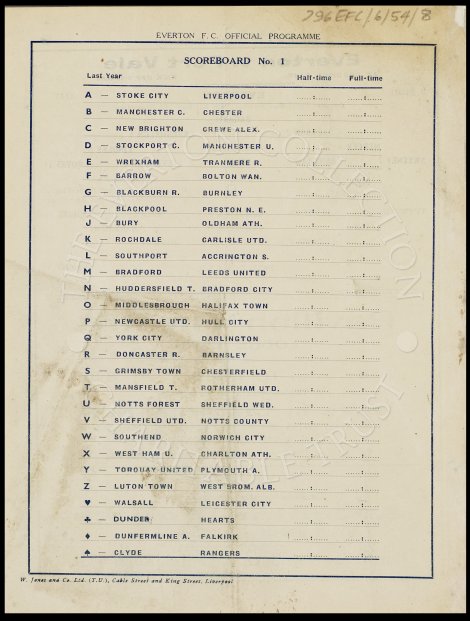 796EFC/6/54/8
EVERTON F.C. OFFICIAL PROGRAMME
SCOREBOARD No. 1
Last Year Half-time Full-time
A — STOKE CITY LIVERPOOL .....:..... .....:.....
B — MANCHESTER C. CHESTER .....:..... .....:.....
C — NEW BRIGHTON CREWE ALEX. .....:..... .....:.....
D — STOCKPORT C. MANCHESTER U. .....:..... .....:.....
E — WREXHAM TRANMERE R. .....:..... .....:.....
F — BARROW BOLTON WAN. .....:..... .....:.....
G — BLACKBURN R. BURNLEY .....:..... .....:.....
H — BLACKPOOL PRESTON N. E. .....:..... .....:.....
J — BURY OLDHAM ATH. .....:..... .....:.....
K — ROCHDALE CARLISLE UTD. .....:..... .....:.....
L — SOUTHPORT ACCRINGTON S. .....:..... .....:.....
M — BRADFORD LEEDS UNITED .....:..... .....:.....
N — HUDDERSFIELD T. BRADFORD CITY .....:..... .....:.....
O — MIDDLESBROUGH HALIFAX TOWN .....:..... .....:.....
P — NEWCASTLE UTD. HULL CITY .....:..... .....:.....
Q — YORK CITY DARLINGTON .....:..... .....:.....
R — DONCASTER R. BARNSLEY .....:..... .....:.....
S — GRIMSBY TOWN CHESTERFIELD .....:..... .....:.....
T — MANSFIELD T. ROTHERHAM UTD. .....:..... .....:.....
U — NOTTS FOREST SHEFFIELD WED. .....:..... .....:.....
V — SHEFFIELD UTD. NOTTS COUNTY .....:..... .....:.....
W — SOUTHEND NORWICH CITY .....:..... .....:.....
X — WEST HAM U. CHARLTON ATH. .....:..... .....:.....
Y — TORQUAY UNITED PLYMOUTH A. .....:..... .....:.....
Z — LUTON TOWN WEST BROM. ALB. .....:..... .....:.....
♥ — WALSALL LEICESTER CITY .....:..... .....:.....
♣ — DUNDEE HEARTS .....:..... .....:.....
♦ — DUNFERMLINE A. FALKIRK .....:..... .....:.....
♠ — CLYDE RANGERS .....:..... .....:.....
W. Jones and Co. Ltd. (T.U.), Cable Street and King Street, Liverpool